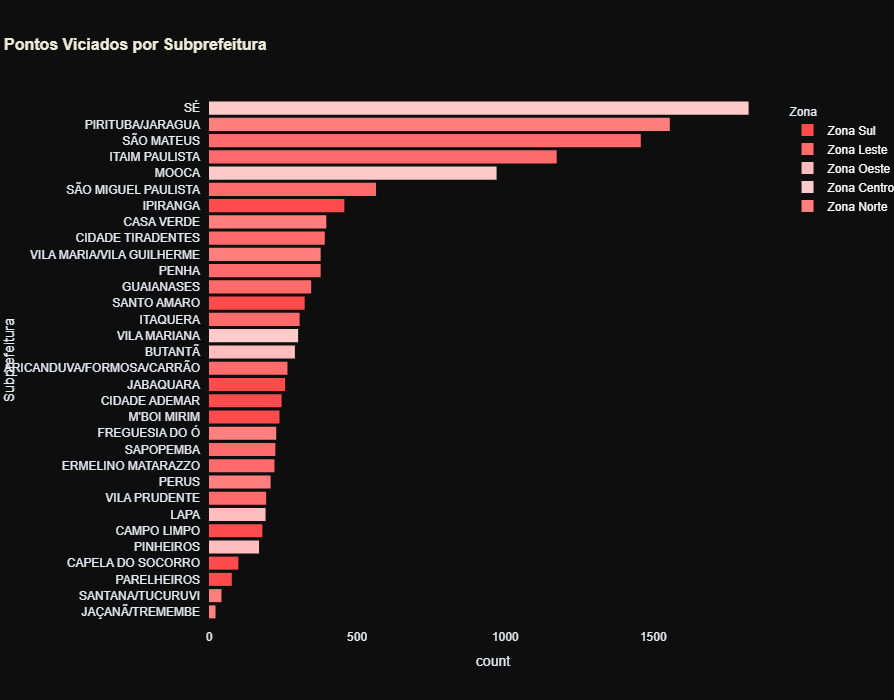 Pontos Viciados por Subprefeitura
SÉ
PIRITUBA/JARAGUA
SÃO MATEUS
ITAIM PAULISTA
MOOCA
SÃO MIGUEL PAULISTA
IPIRANGA
CASA VERDE
CIDADE TIRADENTES
VILA MARIA/VILA GUILHERME
PENHA
GUAIANASES
SANTO AMARO
ITAQUERA
VILA MARIANA
BUTANTÃ
ARICANDUVA/FORMOSA/CARRÃO
JABAQUARA
CIDADE ADEMAR
M'BOI MIRIM
FREGUESIA DO Ó
SAPOPEMBA
ERMELINO MATARAZZO
PERUS
VILA PRUDENTE
LAPA
CAMPO LIMPO
PINHEIROS
CAPELA DO SOCORRO
PARELHEIROS
SANTANA/TUCURUVI
JAÇANÃ/TREMEMBE
Subprefeitura
0 500 1000 1500
count
Zona
Zona Sul
Zona Leste
Zona Oeste
Zona Centro
Zona Norte